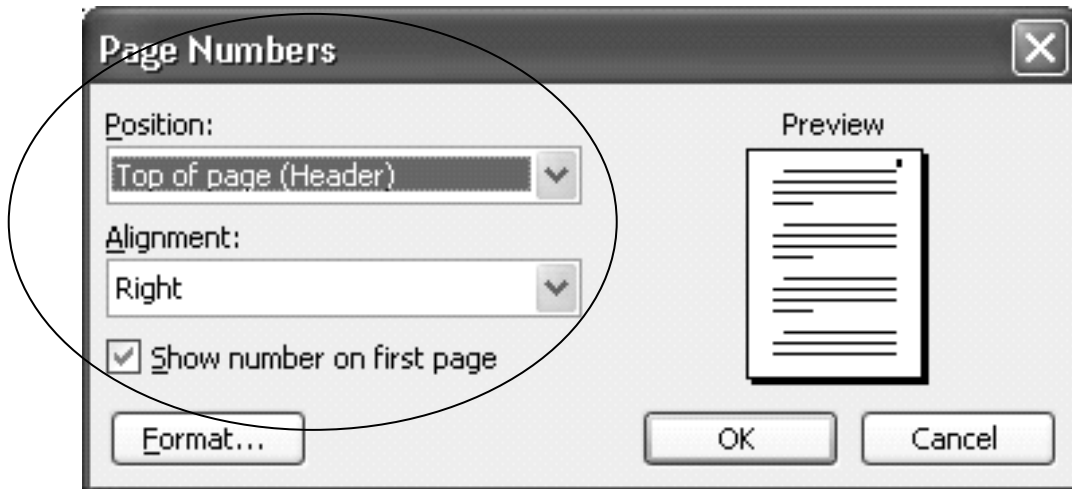 Page Numbers
Position:
Preview
Top of page (Header)
Alignment:
Right
Show number on first page
Format...
OK
Cancel